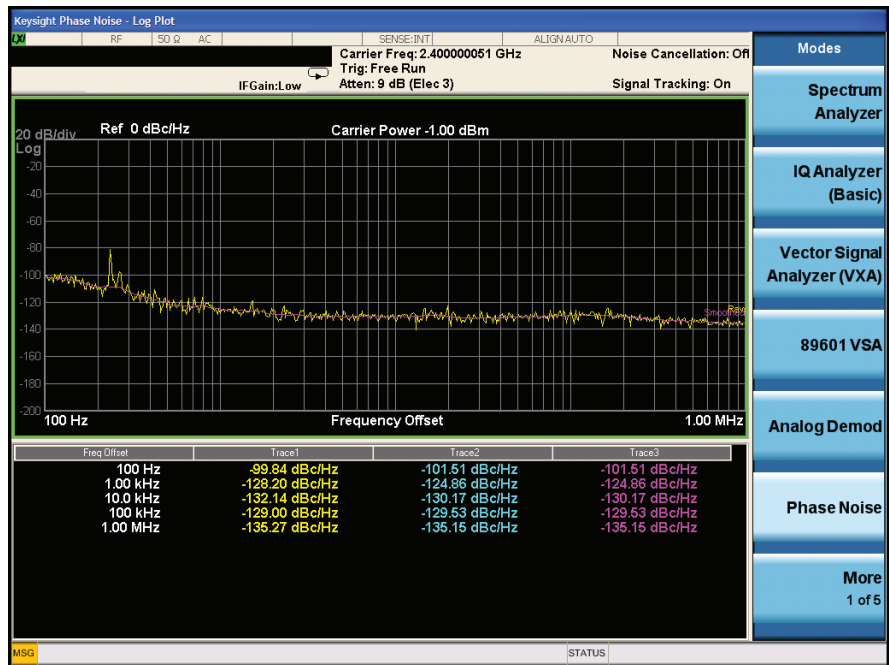 Keysight Phase Noise - Log Plot
LXI RF 50 Ω AC SENSE:INT ALIGN AUTO
Carrier Freq: 2.400000051 GHz Noise Cancellation: Off
Trig: Free Run
IFGain:Low Atten: 9 dB (Elec 3) Signal Tracking: On
20 dB/div Ref 0 dBc/Hz Carrier Power -1.00 dBm
Log
-20
-40
-60
-80
-100
-120
-140
-160
-180
-200
Raw
Smoothed
100 Hz Frequency Offset 1.00 MHz
Freq Offset Trace1 Trace2 Trace3
100 Hz -99.84 dBc/Hz -101.51 dBc/Hz -101.51 dBc/Hz
1.00 kHz -128.20 dBc/Hz -124.86 dBc/Hz -124.86 dBc/Hz
10.0 kHz -132.14 dBc/Hz -130.17 dBc/Hz -130.17 dBc/Hz
100 kHz -129.00 dBc/Hz -129.53 dBc/Hz -129.53 dBc/Hz
1.00 MHz -135.27 dBc/Hz -135.15 dBc/Hz -135.15 dBc/Hz
Modes
Spectrum
Analyzer
IQ Analyzer
(Basic)
Vector Signal
Analyzer (VXA)
89601 VSA
Analog Demod
Phase Noise
More
1 of 5
MSG STATUS